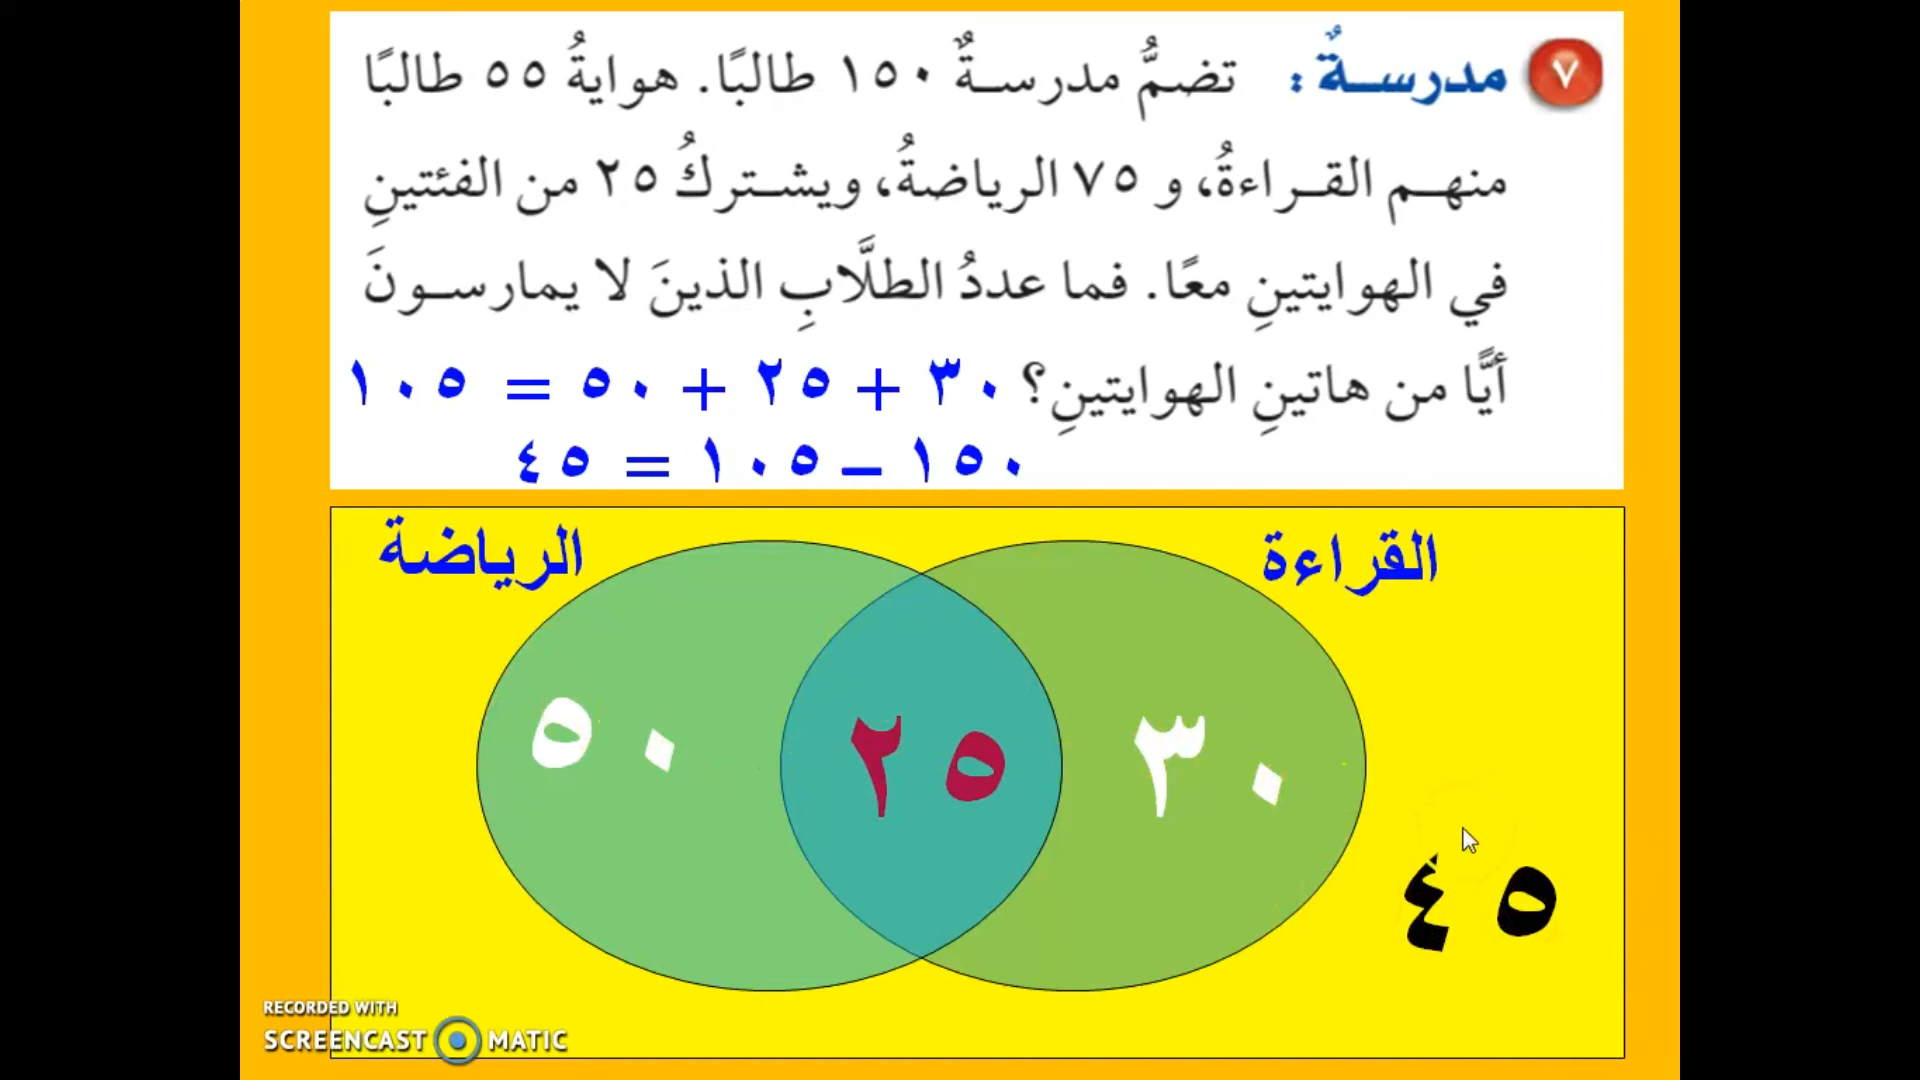 ٧ مدرسةٌ : تضمُّ مدرسةٌ ١٥٠ طالبًا. هوايةُ ٥٥ طالبًا
منهم القراءةُ، و ٧٥ الرياضةُ، ويشتركُ ٢٥ من الفئتينِ
في الهوايتينِ معًا. فما عددُ الطلَّابِ الذينَ لا يمارسونَ
أيًّا من هاتينِ الهوايتينِ؟ ٣٠ + ٢٥ + ٥٠ = ١٠٥
١٥٠ – ١٠٥ = ٤٥
القراءة الرياضة
٣٠ ٢٥ ٥٠
٤٥
RECORDED WITH
SCREENCAST MATIC